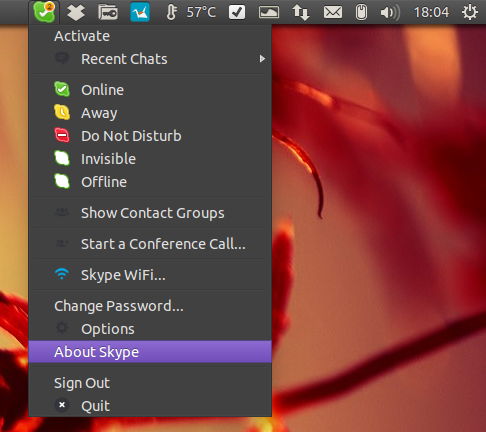 2 57°C 18:04
Activate
Recent Chats
Online
Away
Do Not Disturb
Invisible
Offline
Show Contact Groups
Start a Conference Call...
Skype WiFi...
Change Password...
Options
About Skype
Sign Out
Quit